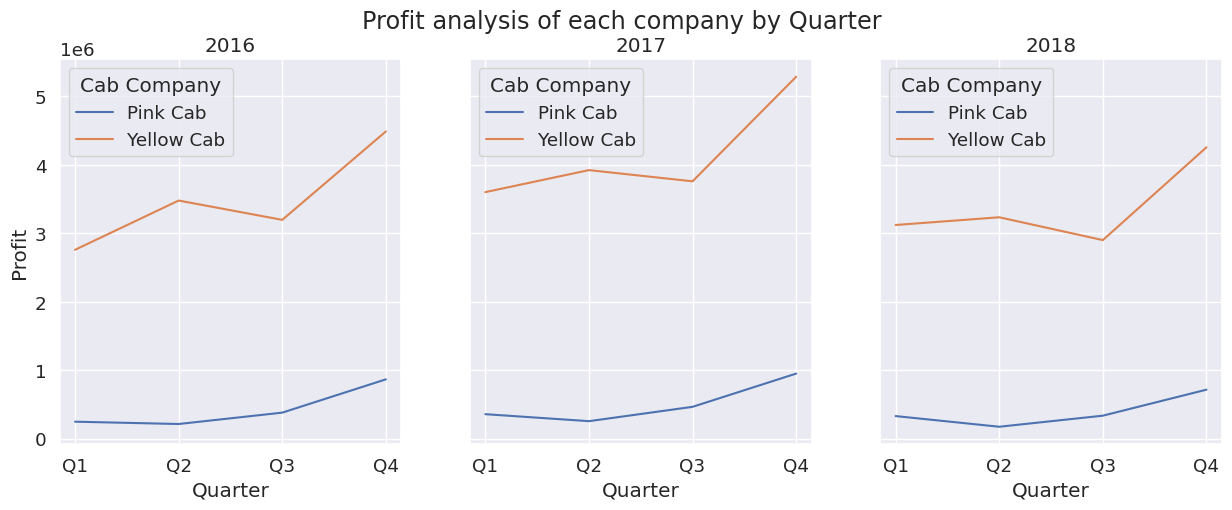 Profit analysis of each company by Quarter
2016
1e6
Cab Company
Pink Cab
Yellow Cab
5
4
3
2
1
0
Profit
Q1 Q2 Q3 Q4
Quarter
2017
Cab Company
Pink Cab
Yellow Cab
Q1 Q2 Q3 Q4
Quarter
2018
Cab Company
Pink Cab
Yellow Cab
Q1 Q2 Q3 Q4
Quarter